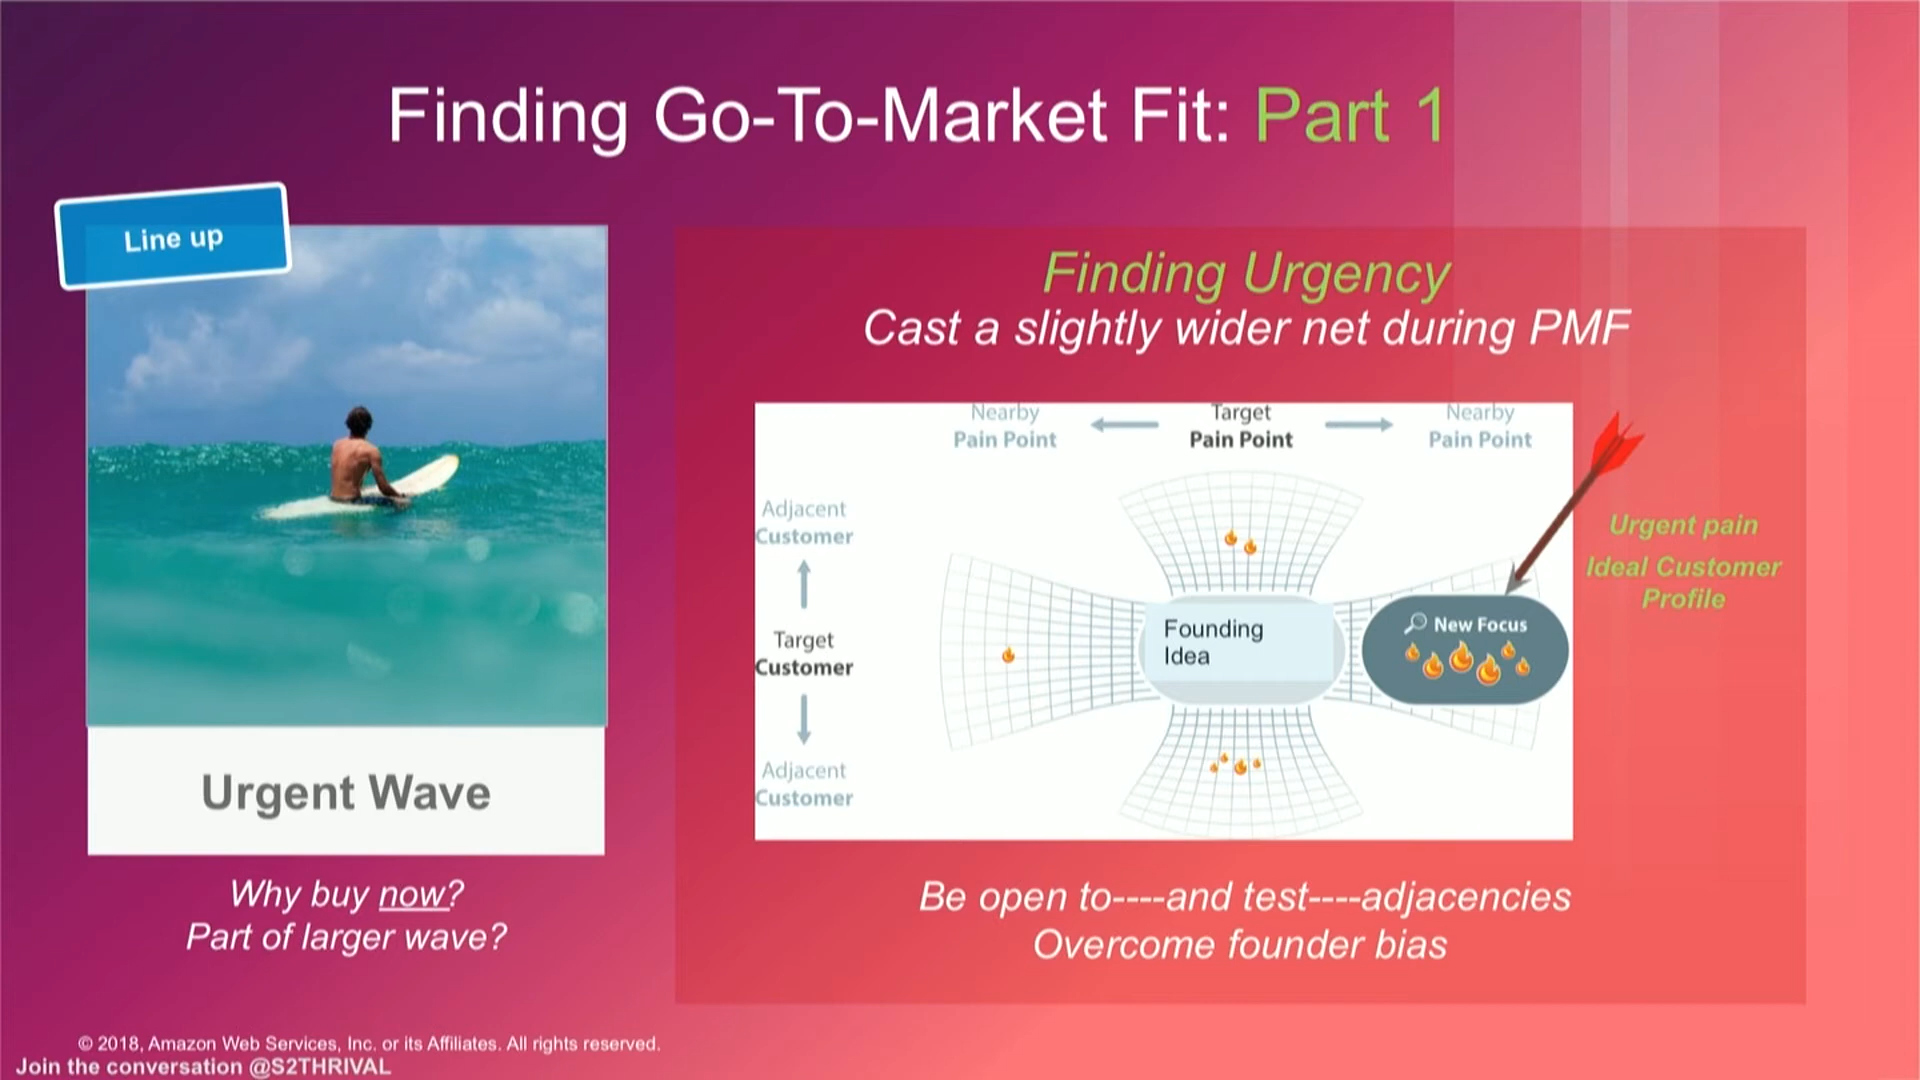 Finding Go-To-Market Fit: Part 1
Line up
Urgent Wave
Why buy now?
Part of larger wave?
Finding Urgency
Cast a slightly wider net during PMF
Nearby
Pain Point
Target
Pain Point
Nearby
Pain Point
Adjacent
Customer
Target
Customer
Adjacent
Customer
Founding
Idea
New Focus
Urgent pain
Ideal Customer
Profile
Be open to----and test----adjacencies
Overcome founder bias
© 2018, Amazon Web Services, Inc. or its Affiliates. All rights reserved.
Join the conversation @S2THRIVAL